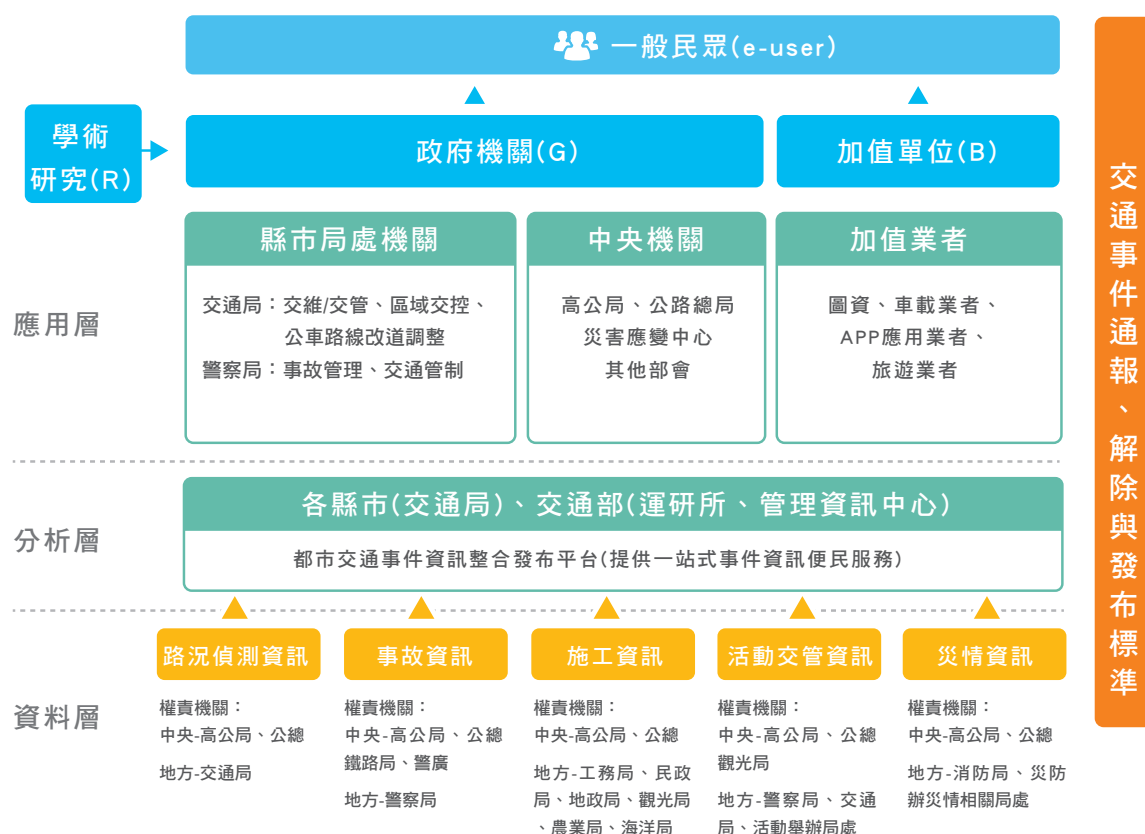 一般民眾(e-user)
學術
研究(R)
政府機關(G)
加值單位(B)
應用層
縣市局處機關
交通局：交維/交管、區域交控、
公車路線改道調整
警察局：事故管理、交通管制
中央機關
高公局、公路總局
災害應變中心
其他部會
加值業者
圖資、車載業者、
APP應用業者、
旅遊業者
分析層
各縣市(交通局)、交通部(運研所、管理資訊中心)
都市交通事件資訊整合發布平台(提供一站式事件資訊便民服務)
資料層
路況偵測資訊
權責機關：
中央-高公局、公總
地方-交通局
事故資訊
權責機關：
中央-高公局、公總
鐵路局、警廣
地方-警察局
施工資訊
權責機關：
中央-高公局、公總
地方-工務局、民政
局、地政局、觀光局
、農業局、海洋局
活動交管資訊
權責機關：
中央-高公局、公總
觀光局
地方-警察局、交通
局、活動舉辦局處
災情資訊
權責機關：
中央-高公局、公總
地方-消防局、災防
辦災情相關局處
交通事件通報、解除與發布標準